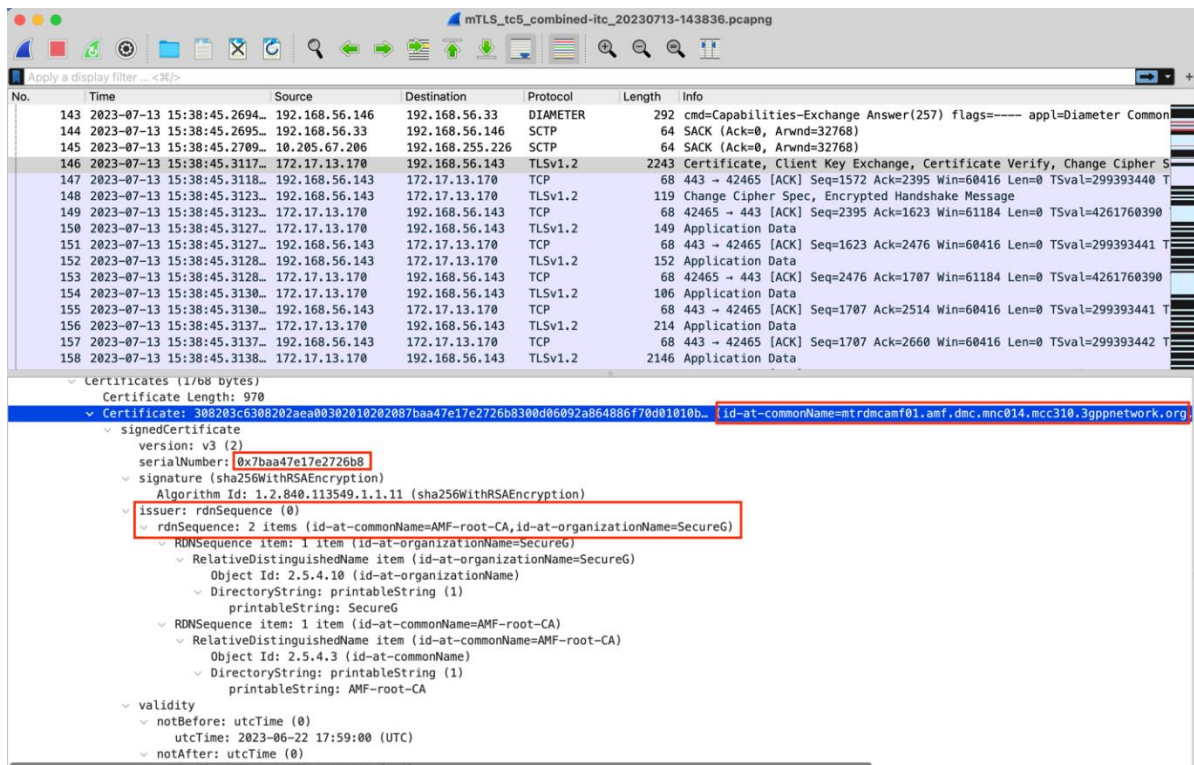 mTLS_tc5_combined-itc_20230713-143836.pcapng
Apply a display filter ... <⌘/>
No. Time Source Destination Protocol Length Info
143 2023-07-13 15:38:45.2694… 192.168.56.146 192.168.56.33 DIAMETER 292 cmd=Capabilities-Exchange Answer(257) flags=---- appl=Diameter Common
144 2023-07-13 15:38:45.2695… 192.168.56.33 192.168.56.146 SCTP 64 SACK (Ack=0, Arwnd=32768)
145 2023-07-13 15:38:45.2709… 10.205.67.206 192.168.255.226 SCTP 64 SACK (Ack=0, Arwnd=32768)
146 2023-07-13 15:38:45.3117… 172.17.13.170 192.168.56.143 TLSv1.2 2243 Certificate, Client Key Exchange, Certificate Verify, Change Cipher S
147 2023-07-13 15:38:45.3118… 192.168.56.143 172.17.13.170 TCP 68 443 → 42465 [ACK] Seq=1572 Ack=2395 Win=60416 Len=0 TSval=299393440 T
148 2023-07-13 15:38:45.3123… 192.168.56.143 172.17.13.170 TLSv1.2 119 Change Cipher Spec, Encrypted Handshake Message
149 2023-07-13 15:38:45.3123… 172.17.13.170 192.168.56.143 TCP 68 42465 → 443 [ACK] Seq=2395 Ack=1623 Win=61184 Len=0 TSval=4261760390
150 2023-07-13 15:38:45.3127… 172.17.13.170 192.168.56.143 TLSv1.2 149 Application Data
151 2023-07-13 15:38:45.3127… 192.168.56.143 172.17.13.170 TCP 68 443 → 42465 [ACK] Seq=1623 Ack=2476 Win=60416 Len=0 TSval=299393441 T
152 2023-07-13 15:38:45.3128… 192.168.56.143 172.17.13.170 TLSv1.2 152 Application Data
153 2023-07-13 15:38:45.3128… 172.17.13.170 192.168.56.143 TCP 68 42465 → 443 [ACK] Seq=2476 Ack=1707 Win=61184 Len=0 TSval=4261760390
154 2023-07-13 15:38:45.3130… 172.17.13.170 192.168.56.143 TLSv1.2 106 Application Data
155 2023-07-13 15:38:45.3130… 192.168.56.143 172.17.13.170 TCP 68 443 → 42465 [ACK] Seq=1707 Ack=2514 Win=60416 Len=0 TSval=299393441 T
156 2023-07-13 15:38:45.3137… 172.17.13.170 192.168.56.143 TLSv1.2 214 Application Data
157 2023-07-13 15:38:45.3137… 192.168.56.143 172.17.13.170 TCP 68 443 → 42465 [ACK] Seq=1707 Ack=2660 Win=60416 Len=0 TSval=299393442 T
158 2023-07-13 15:38:45.3138… 172.17.13.170 192.168.56.143 TLSv1.2 2146 Application Data
Certificates (1768 bytes)
Certificate Length: 970
Certificate: 308203c6308202aea00302010202087baa47e17e2726b8300d06092a864886f70d01010b… (id-at-commonName=mtrdmcamf01.amf.dmc.mnc014.mcc310.3gppnetwork.org,
signedCertificate
version: v3 (2)
serialNumber: 0x7baa47e17e2726b8
signature (sha256WithRSAEncryption)
Algorithm Id: 1.2.840.113549.1.1.11 (sha256WithRSAEncryption)
issuer: rdnSequence (0)
rdnSequence: 2 items (id-at-commonName=AMF-root-CA,id-at-organizationName=SecureG)
RDNSequence item: 1 item (id-at-organizationName=SecureG)
RelativeDistinguishedName item (id-at-organizationName=SecureG)
Object Id: 2.5.4.10 (id-at-organizationName)
DirectoryString: printableString (1)
printableString: SecureG
RDNSequence item: 1 item (id-at-commonName=AMF-root-CA)
RelativeDistinguishedName item (id-at-commonName=AMF-root-CA)
Object Id: 2.5.4.3 (id-at-commonName)
DirectoryString: printableString (1)
printableString: AMF-root-CA
validity
notBefore: utcTime (0)
utcTime: 2023-06-22 17:59:00 (UTC)
notAfter: utcTime (0)